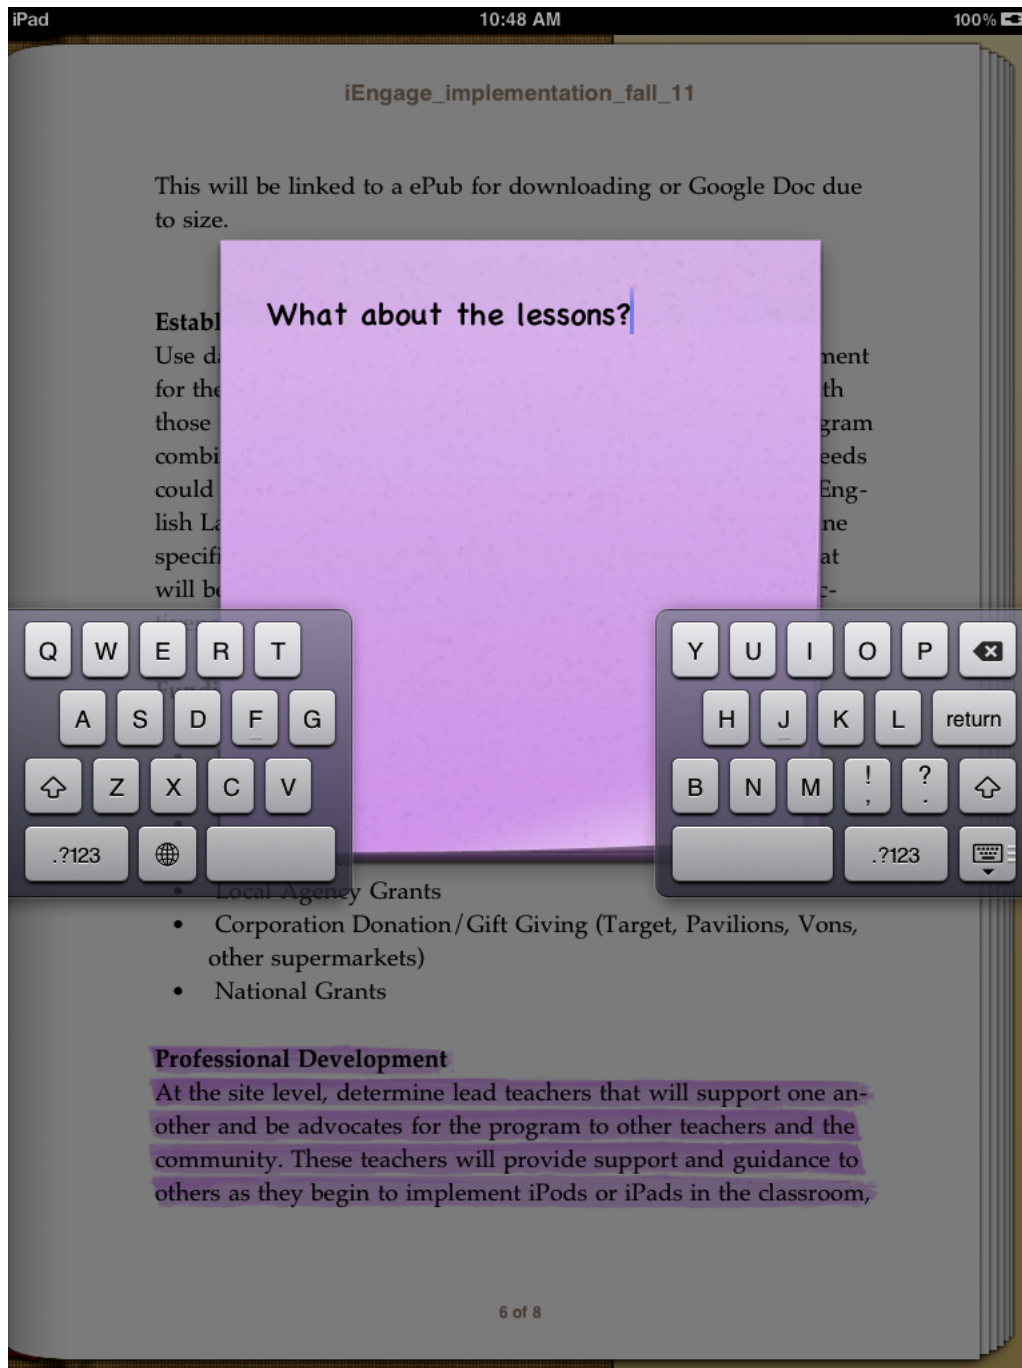 iPad 10:48 AM 100%
iEngage_implementation_fall_11
This will be linked to a ePub for downloading or Google Doc due
to size.
What about the lessons?
Use
for the
those gram
combi eeds
could Eng-
lish
specifi at
will be
Q W E R T Y U I O P
A S D F G H J K L return
Z X C V B N M ! , ? .
.?123 .?123
• Local Agency Grants
• Corporation Donation/Gift Giving (Target, Pavilions, Vons,
other supermarkets)
• National Grants
Professional Development
At the site level, determine lead teachers that will support one an-
other and be advocates for the program to other teachers and the
community. These teachers will provide support and guidance to
others as they begin to implement iPods or iPads in the classroom,
6 of 8